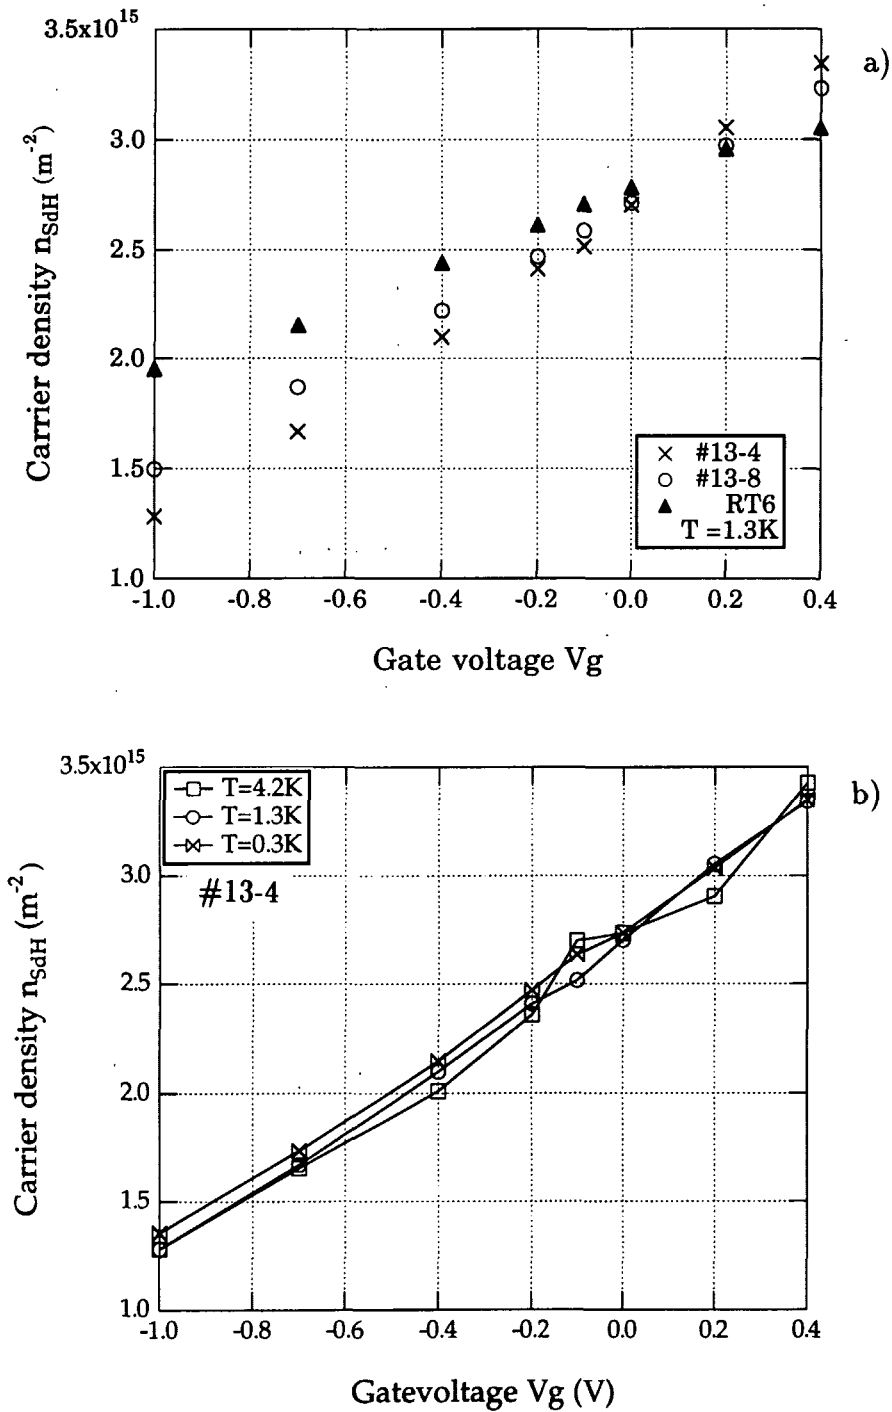 3.5x10^15
a)
3.0
2.5
2.0
1.5
1.0
Carrier density n_SdH (m^-2)
× #13-4
○ #13-8
▲ RT6
T =1.3K
-1.0 -0.8 -0.6 -0.4 -0.2 0.0 0.2 0.4
Gate voltage Vg
3.5x10^15
b)
T=4.2K
T=1.3K
T=0.3K
#13-4
3.0
2.5
2.0
1.5
1.0
Carrier density n_SdH (m^-2)
-1.0 -0.8 -0.6 -0.4 -0.2 0.0 0.2 0.4
Gatevoltage Vg (V)